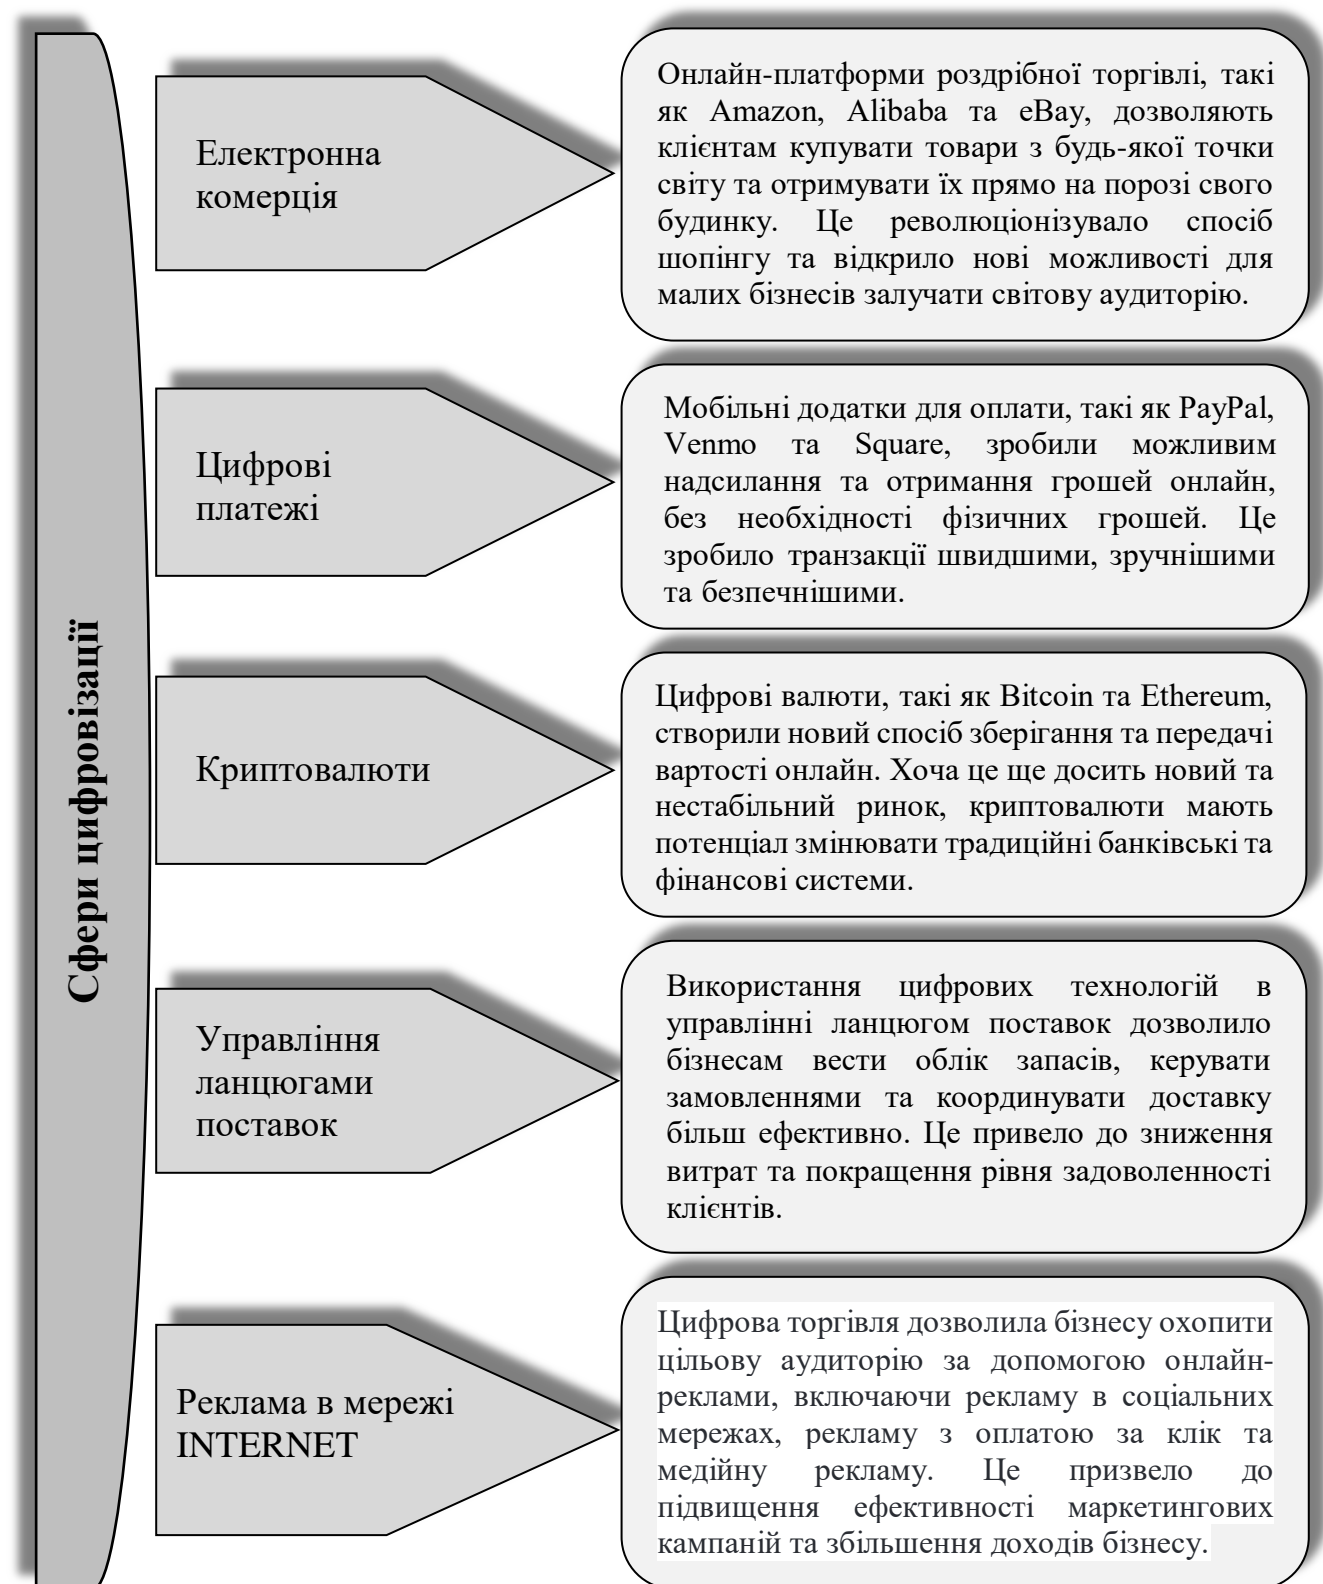 Сфери цифровізації
Електронна
комерція
Онлайн-платформи роздрібної торгівлі, такі
як Amazon, Alibaba та eBay, дозволяють
клієнтам купувати товари з будь-якої точки
світу та отримувати їх прямо на порозі свого
будинку. Це революціонізувало спосіб
шопінгу та відкрило нові можливості для
малих бізнесів залучати світову аудиторію.
Цифрові
платежі
Мобільні додатки для оплати, такі як PayPal,
Venmo та Square, зробили можливим
надсилання та отримання грошей онлайн,
без необхідності фізичних грошей. Це
зробило транзакції швидшими, зручнішими
та безпечнішими.
Криптовалюти
Цифрові валюти, такі як Bitcoin та Ethereum,
створили новий спосіб зберігання та передачі
вартості онлайн. Хоча це ще досить новий та
нестабільний ринок, криптовалюти мають
потенціал змінювати традиційні банківські та
фінансові системи.
Управління
ланцюгами
поставок
Використання цифрових технологій в
управлінні ланцюгом поставок дозволило
бізнесам вести облік запасів, керувати
замовленнями та координувати доставку
більш ефективно. Це привело до зниження
витрат та покращення рівня задоволенності
клієнтів.
Реклама в мережі
INTERNET
Цифрова торгівля дозволила бізнесу охопити
цільову аудиторію за допомогою онлайн-
реклами, включаючи рекламу в соціальних
мережах, рекламу з оплатою за клік та
медійну рекламу. Це призвело до
підвищення ефективності маркетингових
кампаній та збільшення доходів бізнесу.